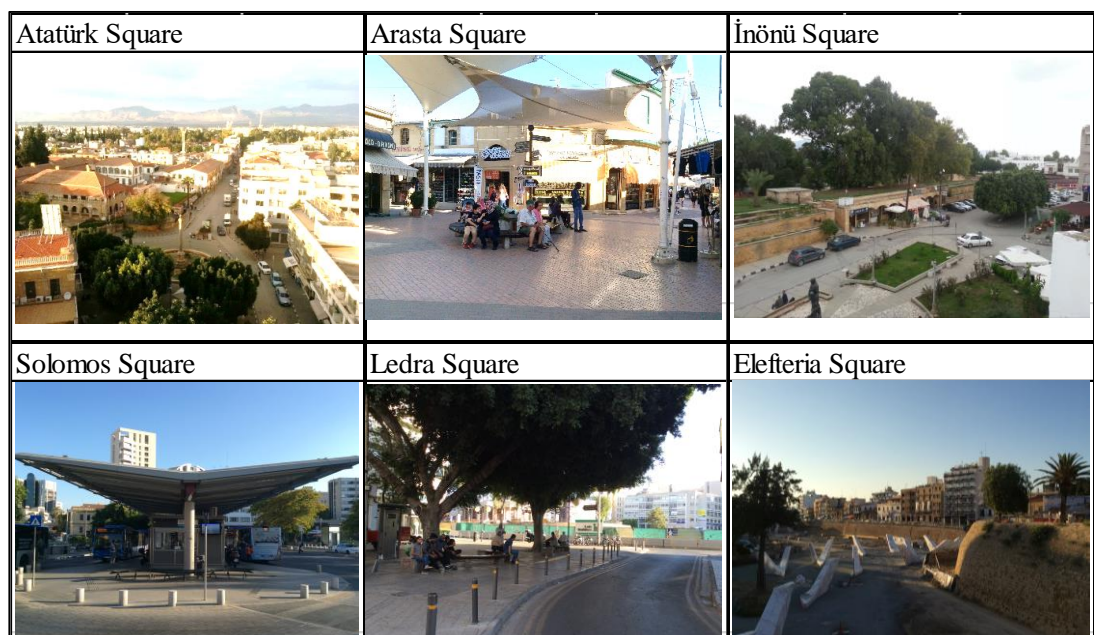 Atatürk Square
Arasta Square
İnönü Square
Solomos Square
Ledra Square
Elefteria Square